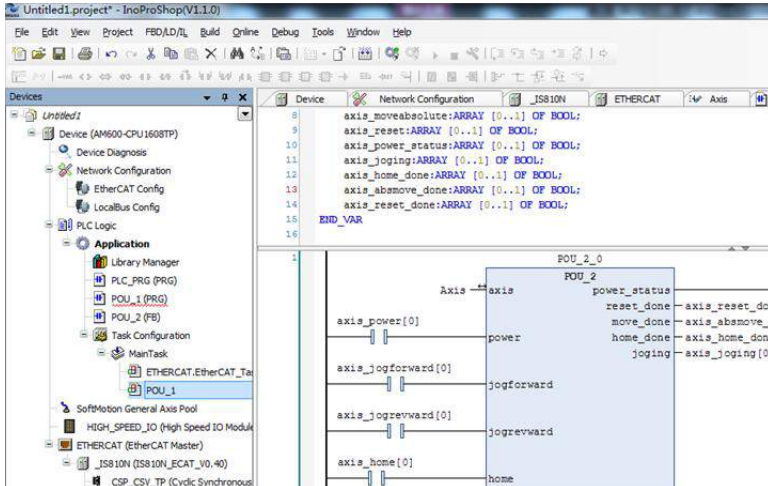 Untitled1.project* - InoProShop(V1.1.0)
File Edit View Project FBD/LD/IL Build Online Debug Tools Window Help
Devices
Untitled1
Device (AM600-CPU1608TP)
Device Diagnosis
Network Configuration
EtherCAT Config
LocalBus Config
PLC Logic
Application
Library Manager
PLC_PRG (PRG)
POU_1 (PRG)
POU_2 (FB)
Task Configuration
MainTask
ETHERCAT.EtherCAT_Ta
POU_1
SoftMotion General Axis Pool
HIGH_SPEED_IO (High Speed IO Module
ETHERCAT (EtherCAT Master)
_IS810N (IS810N_ECAT_V0.40)
CSP_CSV_TP (Cyclic Synchronous
Device Network Configuration _IS810N ETHERCAT Axis
8 axis_moveabsolute:ARRAY [0..1] OF BOOL;
9 axis_reset:ARRAY [0..1] OF BOOL;
10 axis_power_status:ARRAY [0..1] OF BOOL;
11 axis_joging:ARRAY [0..1] OF BOOL;
12 axis_home_done:ARRAY [0..1] OF BOOL;
13 axis_absmove_done:ARRAY [0..1] OF BOOL;
14 axis_reset_done:ARRAY [0..1] OF BOOL;
15 END_VAR
16
1
POU_2_0
POU_2
Axis axis power_status
reset_done axis_reset_do
axis_power[0] move_done axis_absmove_
power home_done axis_home_don
joging axis_joging[0
axis_jogforward[0]
jogforward
axis_jogrevward[0]
jogrevward
axis_home[0]
home